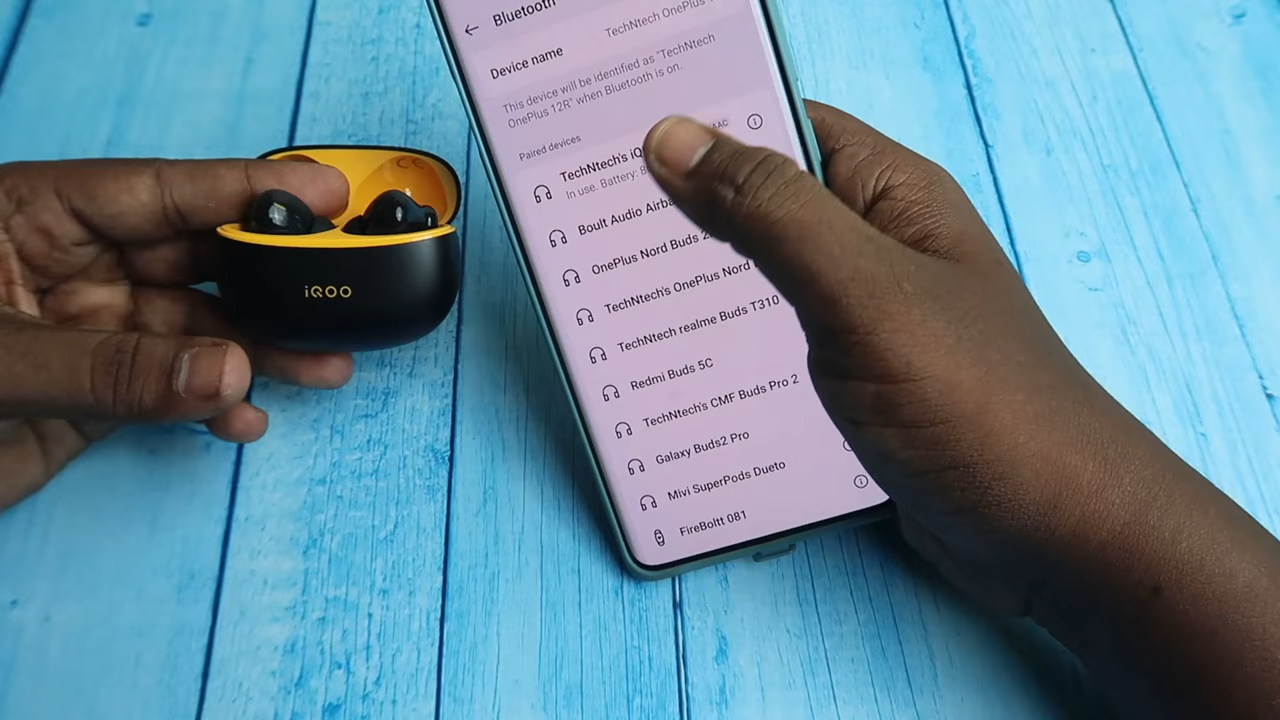 Bluetooth
Device name
TechNtech OnePlus
This device will be identified as "TechNtech
OnePlus 12R" when Bluetooth is on.
Paired devices
TechNtech's iQ
AAC
In use. Battery: 8
Boult Audio Airba
OnePlus Nord Buds 2
TechNtech's OnePlus Nord
TechNtech realme Buds T310
Redmi Buds 5C
TechNtech's CMF Buds Pro 2
Galaxy Buds2 Pro
Mivi SuperPods Dueto
FireBoltt 081
iQOO
CE